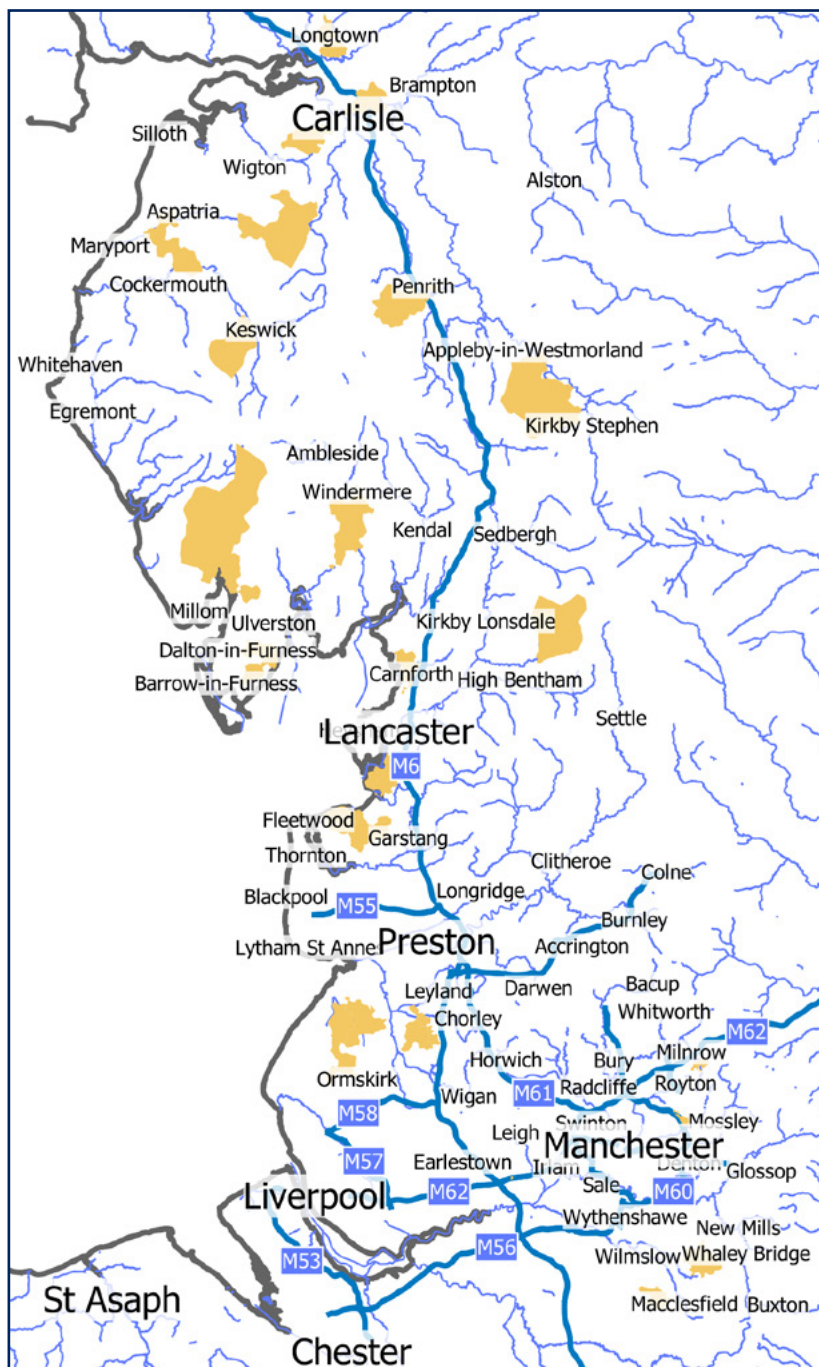 Longtown
Brampton
Carlisle
Silloth
Wigton
Alston
Aspatria
Maryport
Cockermouth
Penrith
Keswick
Appleby-in-Westmorland
Whitehaven
Egremont
Kirkby Stephen
Ambleside
Windermere
Kendal
Sedbergh
Millom
Ulverston
Kirkby Lonsdale
Dalton-in-Furness
Barrow-in-Furness
Carnforth
High Bentham
Settle
Lancaster
M6
Fleetwood
Garstang
Thornton
Clitheroe
Colne
Blackpool
M55
Longridge
Burnley
Lytham St Anne
Preston
Accrington
Leyland
Darwen
Bacup
Chorley
Whitworth
M62
Horwich
Bury
Milnrow
Ormskirk
Wigan
M61
Radcliffe
Royton
M58
Swinton
Mossley
Leigh
Manchester
M57
Earlestown
Irlam
Denton
Glossop
Liverpool
M62
Sale
M60
Wythenshawe
New Mills
M53
M56
Wilmslow
Whaley Bridge
St Asaph
Macclesfield
Buxton
Chester